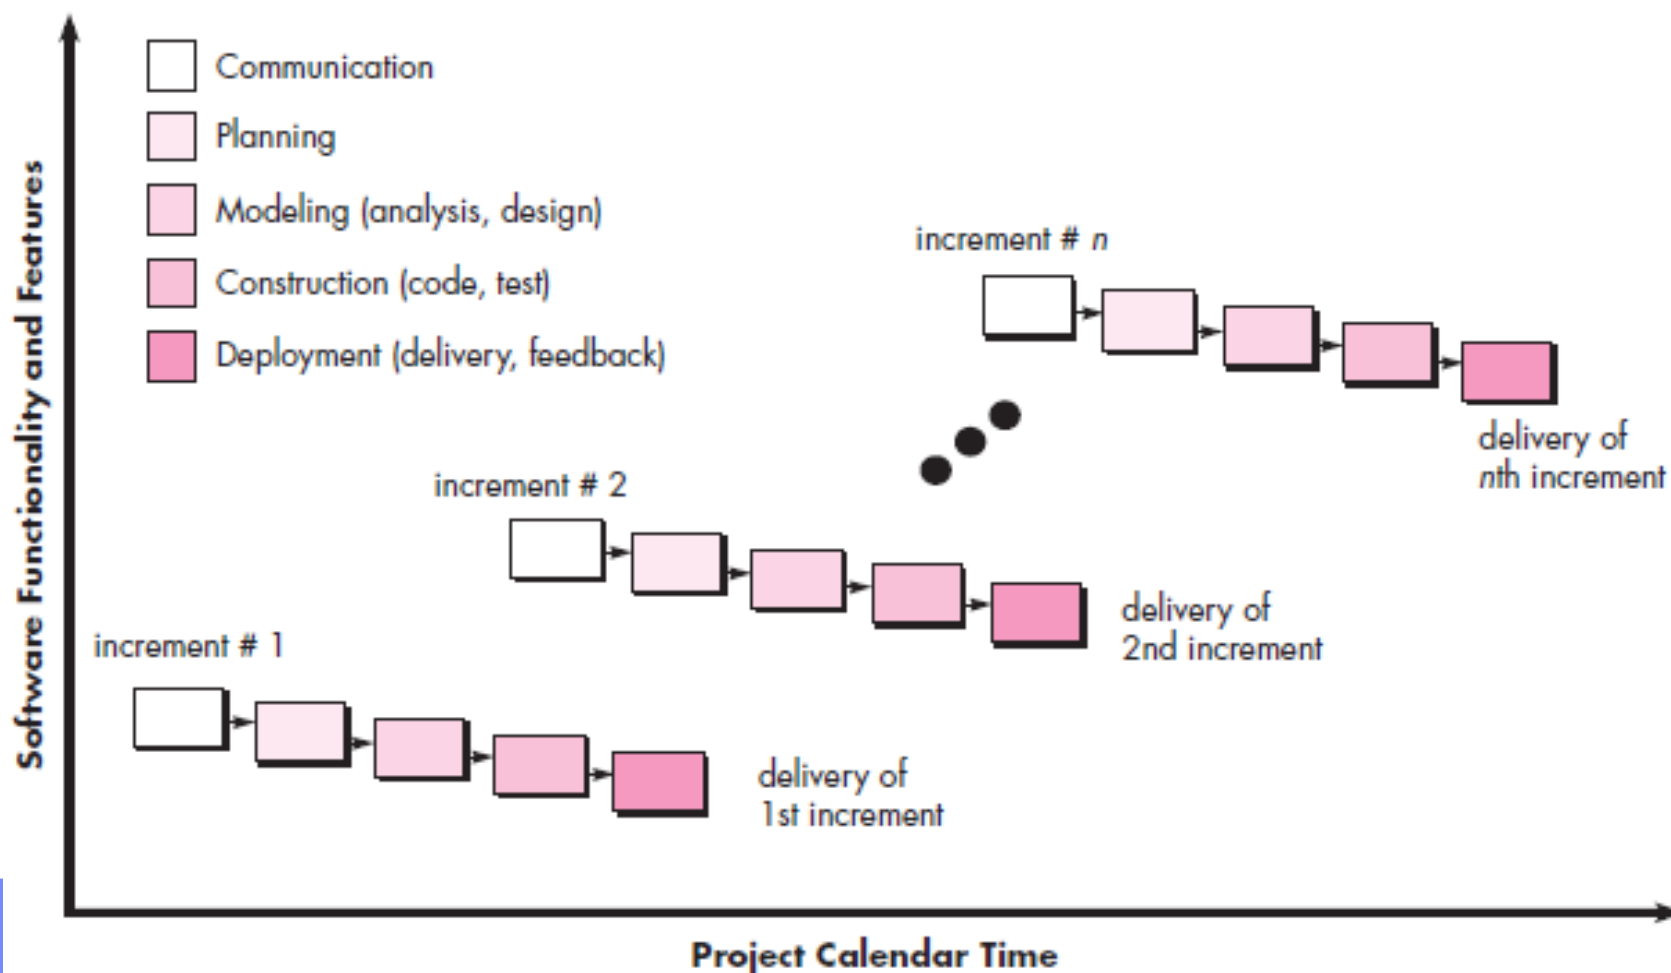 Software Functionality and Features
Communication
Planning
Modeling (analysis, design)
Construction (code, test)
Deployment (delivery, feedback)
increment # n
delivery of
nth increment
increment # 2
delivery of
2nd increment
increment # 1
delivery of
1st increment
Project Calendar Time